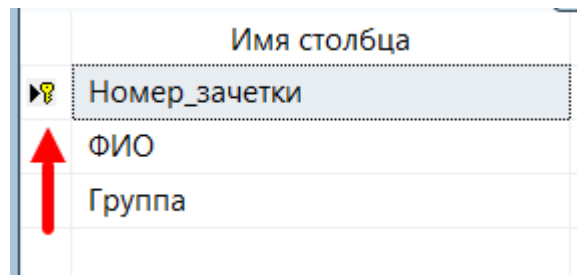 Имя столбца
Номер_зачетки
ФИО
Группа